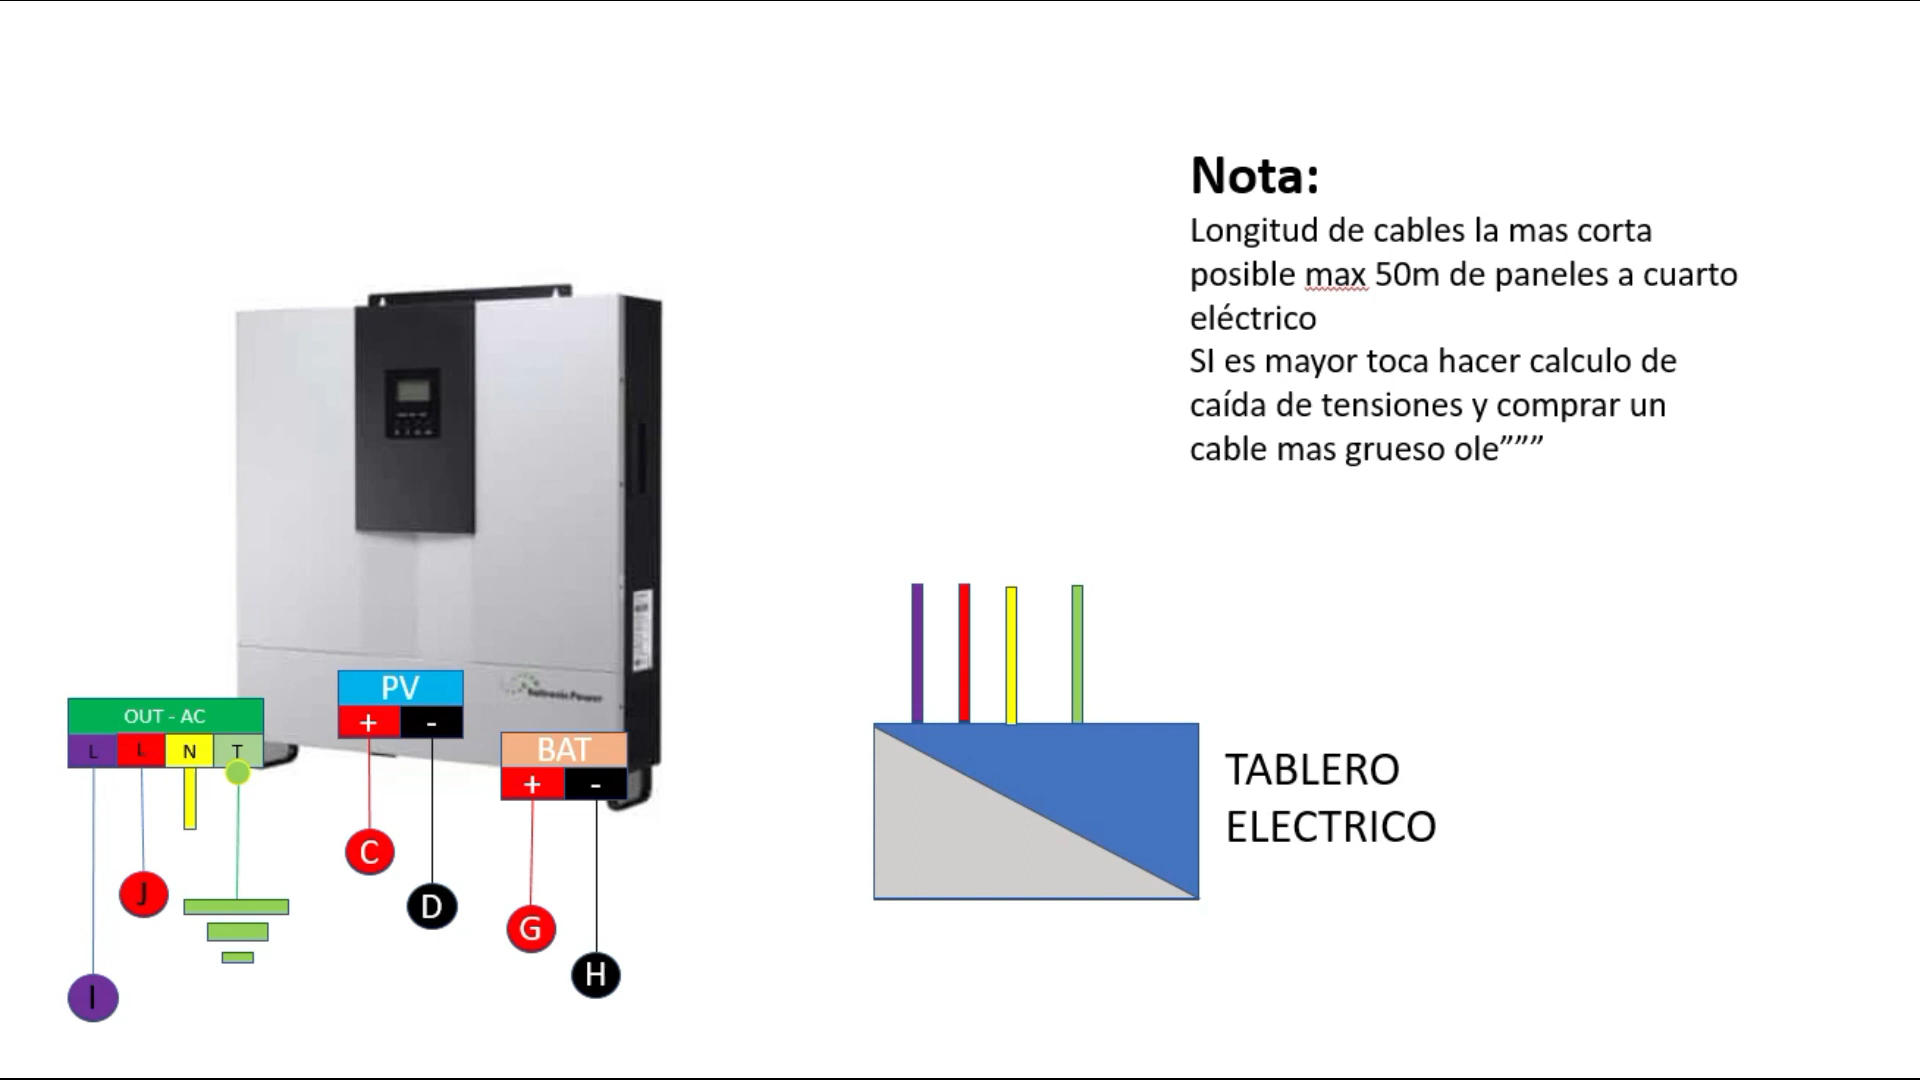 Nota:
Longitud de cables la mas corta
posible max 50m de paneles a cuarto
eléctrico
SI es mayor toca hacer calculo de
caída de tensiones y comprar un
cable mas grueso ole”””
PV
+ -
OUT - AC
L L N T
BAT
+ -
C
J
D
G
H
I
TABLERO
ELECTRICO